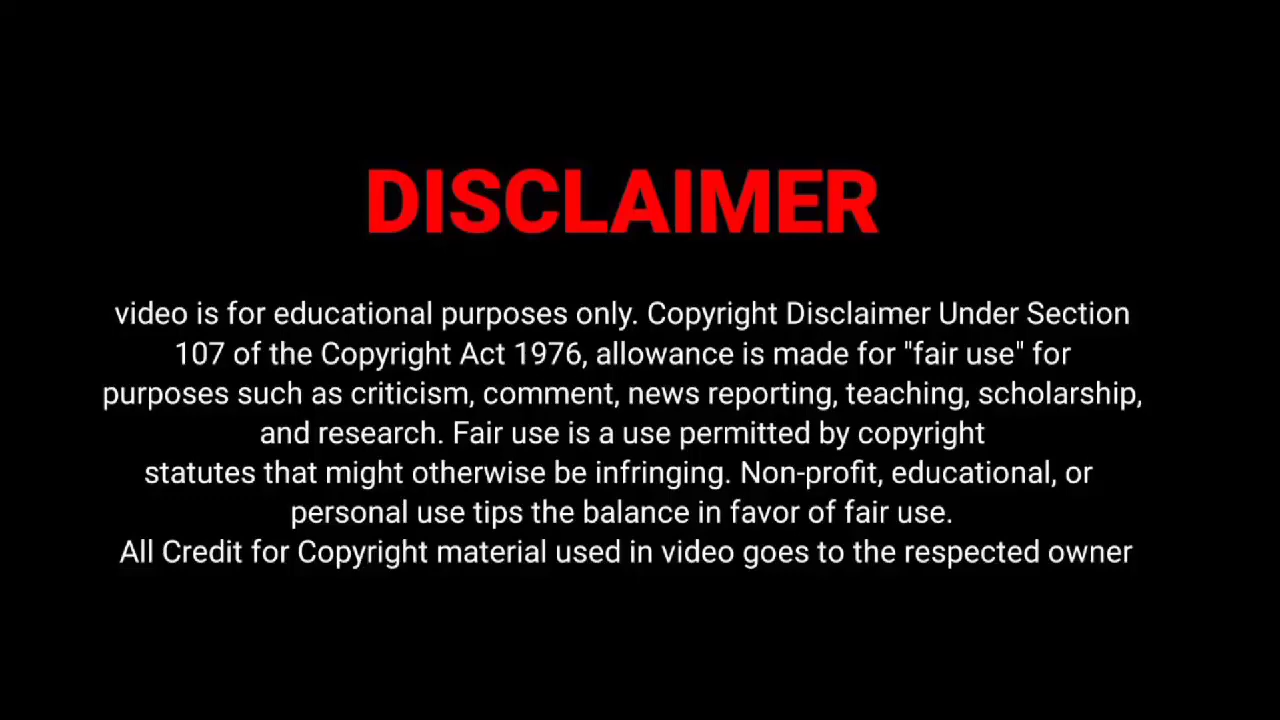 DISCLAIMER
video is for educational purposes only. Copyright Disclaimer Under Section
107 of the Copyright Act 1976, allowance is made for "fair use" for
purposes such as criticism, comment, news reporting, teaching, scholarship,
and research. Fair use is a use permitted by copyright
statutes that might otherwise be infringing. Non-profit, educational, or
personal use tips the balance in favor of fair use.
All Credit for Copyright material used in video goes to the respected owner